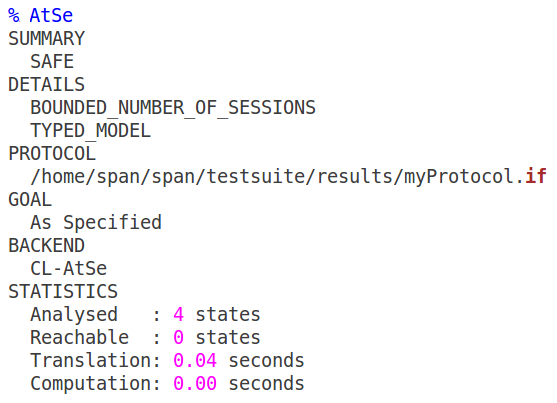 % AtSe
SUMMARY
  SAFE
DETAILS
  BOUNDED_NUMBER_OF_SESSIONS
  TYPED_MODEL
PROTOCOL
  /home/span/span/testsuite/results/myProtocol.if
GOAL
  As Specified
BACKEND
  CL-AtSe
STATISTICS
  Analysed   : 4 states
  Reachable  : 0 states
  Translation: 0.04 seconds
  Computation: 0.00 seconds